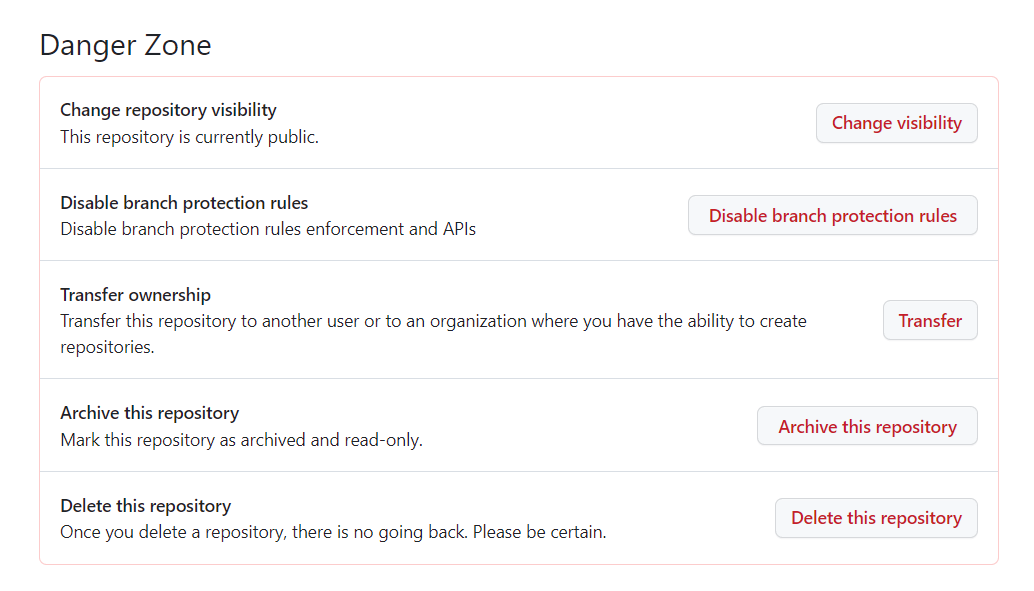 Danger Zone
Change repository visibility
This repository is currently public.
Change visibility
Disable branch protection rules
Disable branch protection rules enforcement and APIs
Disable branch protection rules
Transfer ownership
Transfer this repository to another user or to an organization where you have the ability to create
repositories.
Transfer
Archive this repository
Mark this repository as archived and read-only.
Archive this repository
Delete this repository
Once you delete a repository, there is no going back. Please be certain.
Delete this repository